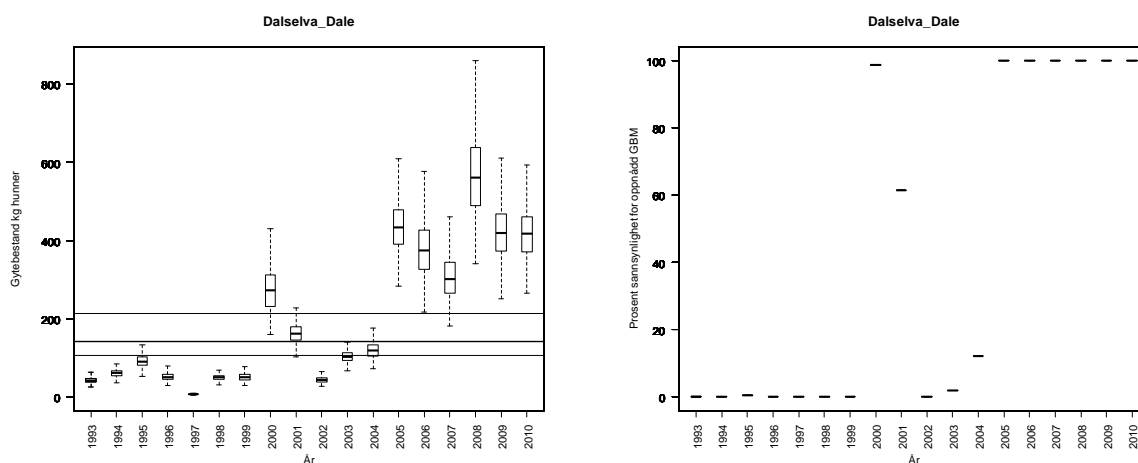 Dalselva_Dale
Gytebestand kg hunner
800
600
400
200
0
1993 1994 1995 1996 1997 1998 1999 2000 2001 2002 2003 2004 2005 2006 2007 2008 2009 2010
År
Dalselva_Dale
Prosent sannsynlighet for oppnådd GBM
100
80
60
40
20
0
1993 1994 1995 1996 1997 1998 1999 2000 2001 2002 2003 2004 2005 2006 2007 2008 2009 2010
År